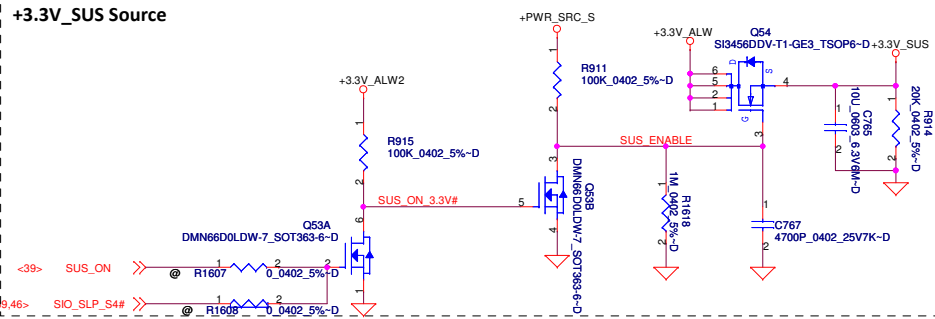 +3.3V_SUS Source
+PWR_SRC_S
+3.3V_ALW
Q54
SI3456DDV-T1-GE3_TSOP6~D
+3.3V_SUS
+3.3V_ALW2
R911
100K_0402_5%~D
1
2
6
5
2
1
D
S
G
4
3
1
2
C765
10U_0603_6.3V6M~D
1
2
R914
20K_0402_5%~D
R915
100K_0402_5%~D
1
2
SUS_ENABLE
SUS_ON_3.3V#
3
5
4
Q53B
DMN66D0LDW-7_SOT363-6~D
1
2
R1618
1M_0402_5%~D
1
2
C767
4700P_0402_25V7K~D
Q53A
DMN66D0LDW-7_SOT363-6~D
6
2
1
<39>
SUS_ON
@
R1607
1
2
0_0402_5%~D
9,46>
SIO_SLP_S4#
@
R1608
1
2
0_0402_5%~D